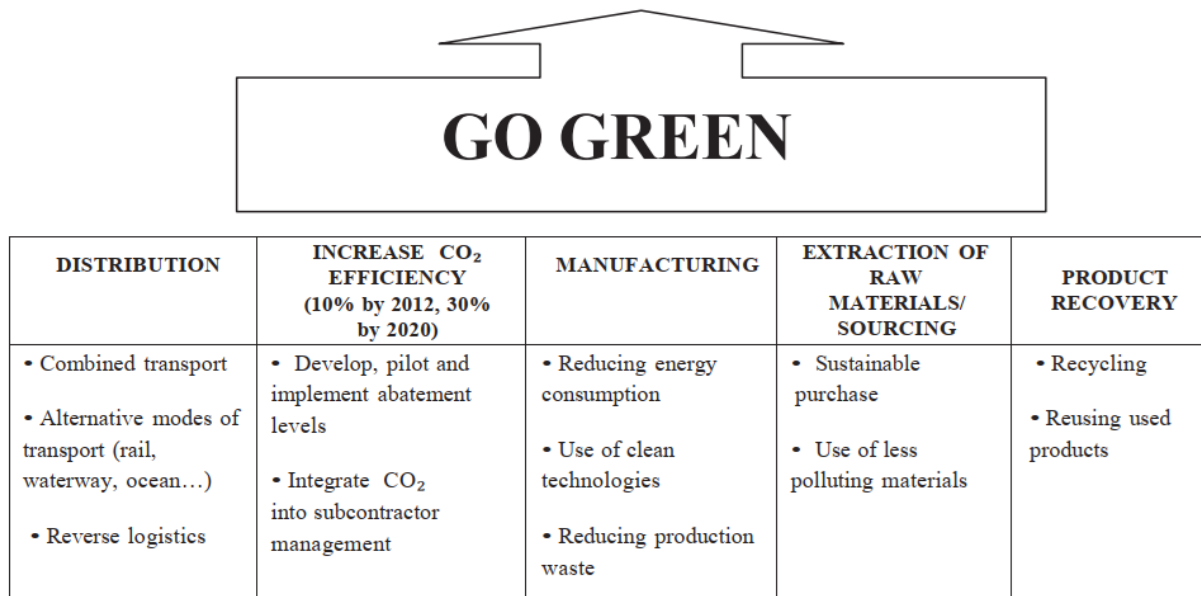 GO GREEN
DISTRIBUTION
INCREASE CO₂
EFFICIENCY
(10% by 2012, 30%
by 2020)
MANUFACTURING
EXTRACTION OF
RAW
MATERIALS/
SOURCING
PRODUCT
RECOVERY
• Combined transport
• Alternative modes of
transport (rail,
waterway, ocean…)
• Reverse logistics
• Develop, pilot and
implement abatement
levels
• Integrate CO₂
into subcontractor
management
• Reducing energy
consumption
• Use of clean
technologies
• Reducing production
waste
• Sustainable
purchase
• Use of less
polluting materials
• Recycling
• Reusing used
products